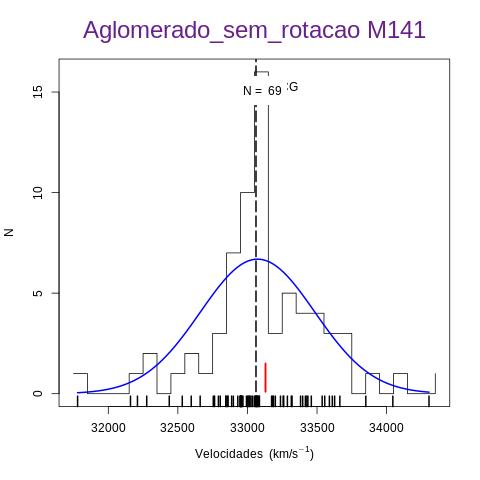 Aglomerado_sem_rotacao M141
N = 69
G
N
15
10
5
0
32000 32500 33000 33500 34000
Velocidades (km/s⁻¹)